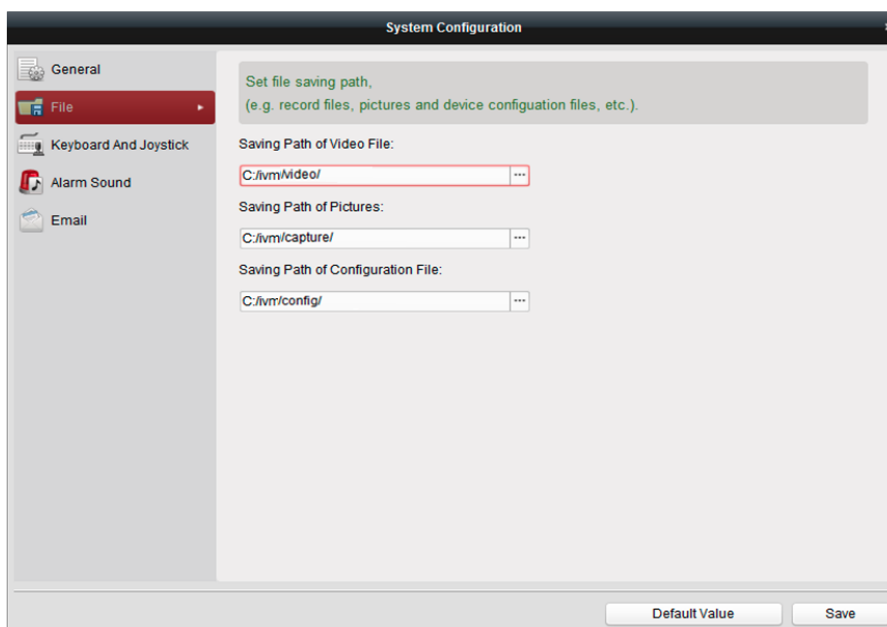 System Configuration
General
File
Keyboard And Joystick
Alarm Sound
Email
Set file saving path,
(e.g. record files, pictures and device configuation files, etc.).
Saving Path of Video File:
C:/ivm/video/
Saving Path of Pictures:
C:/ivm/capture/
Saving Path of Configuration File:
C:/ivm/config/
Default Value
Save